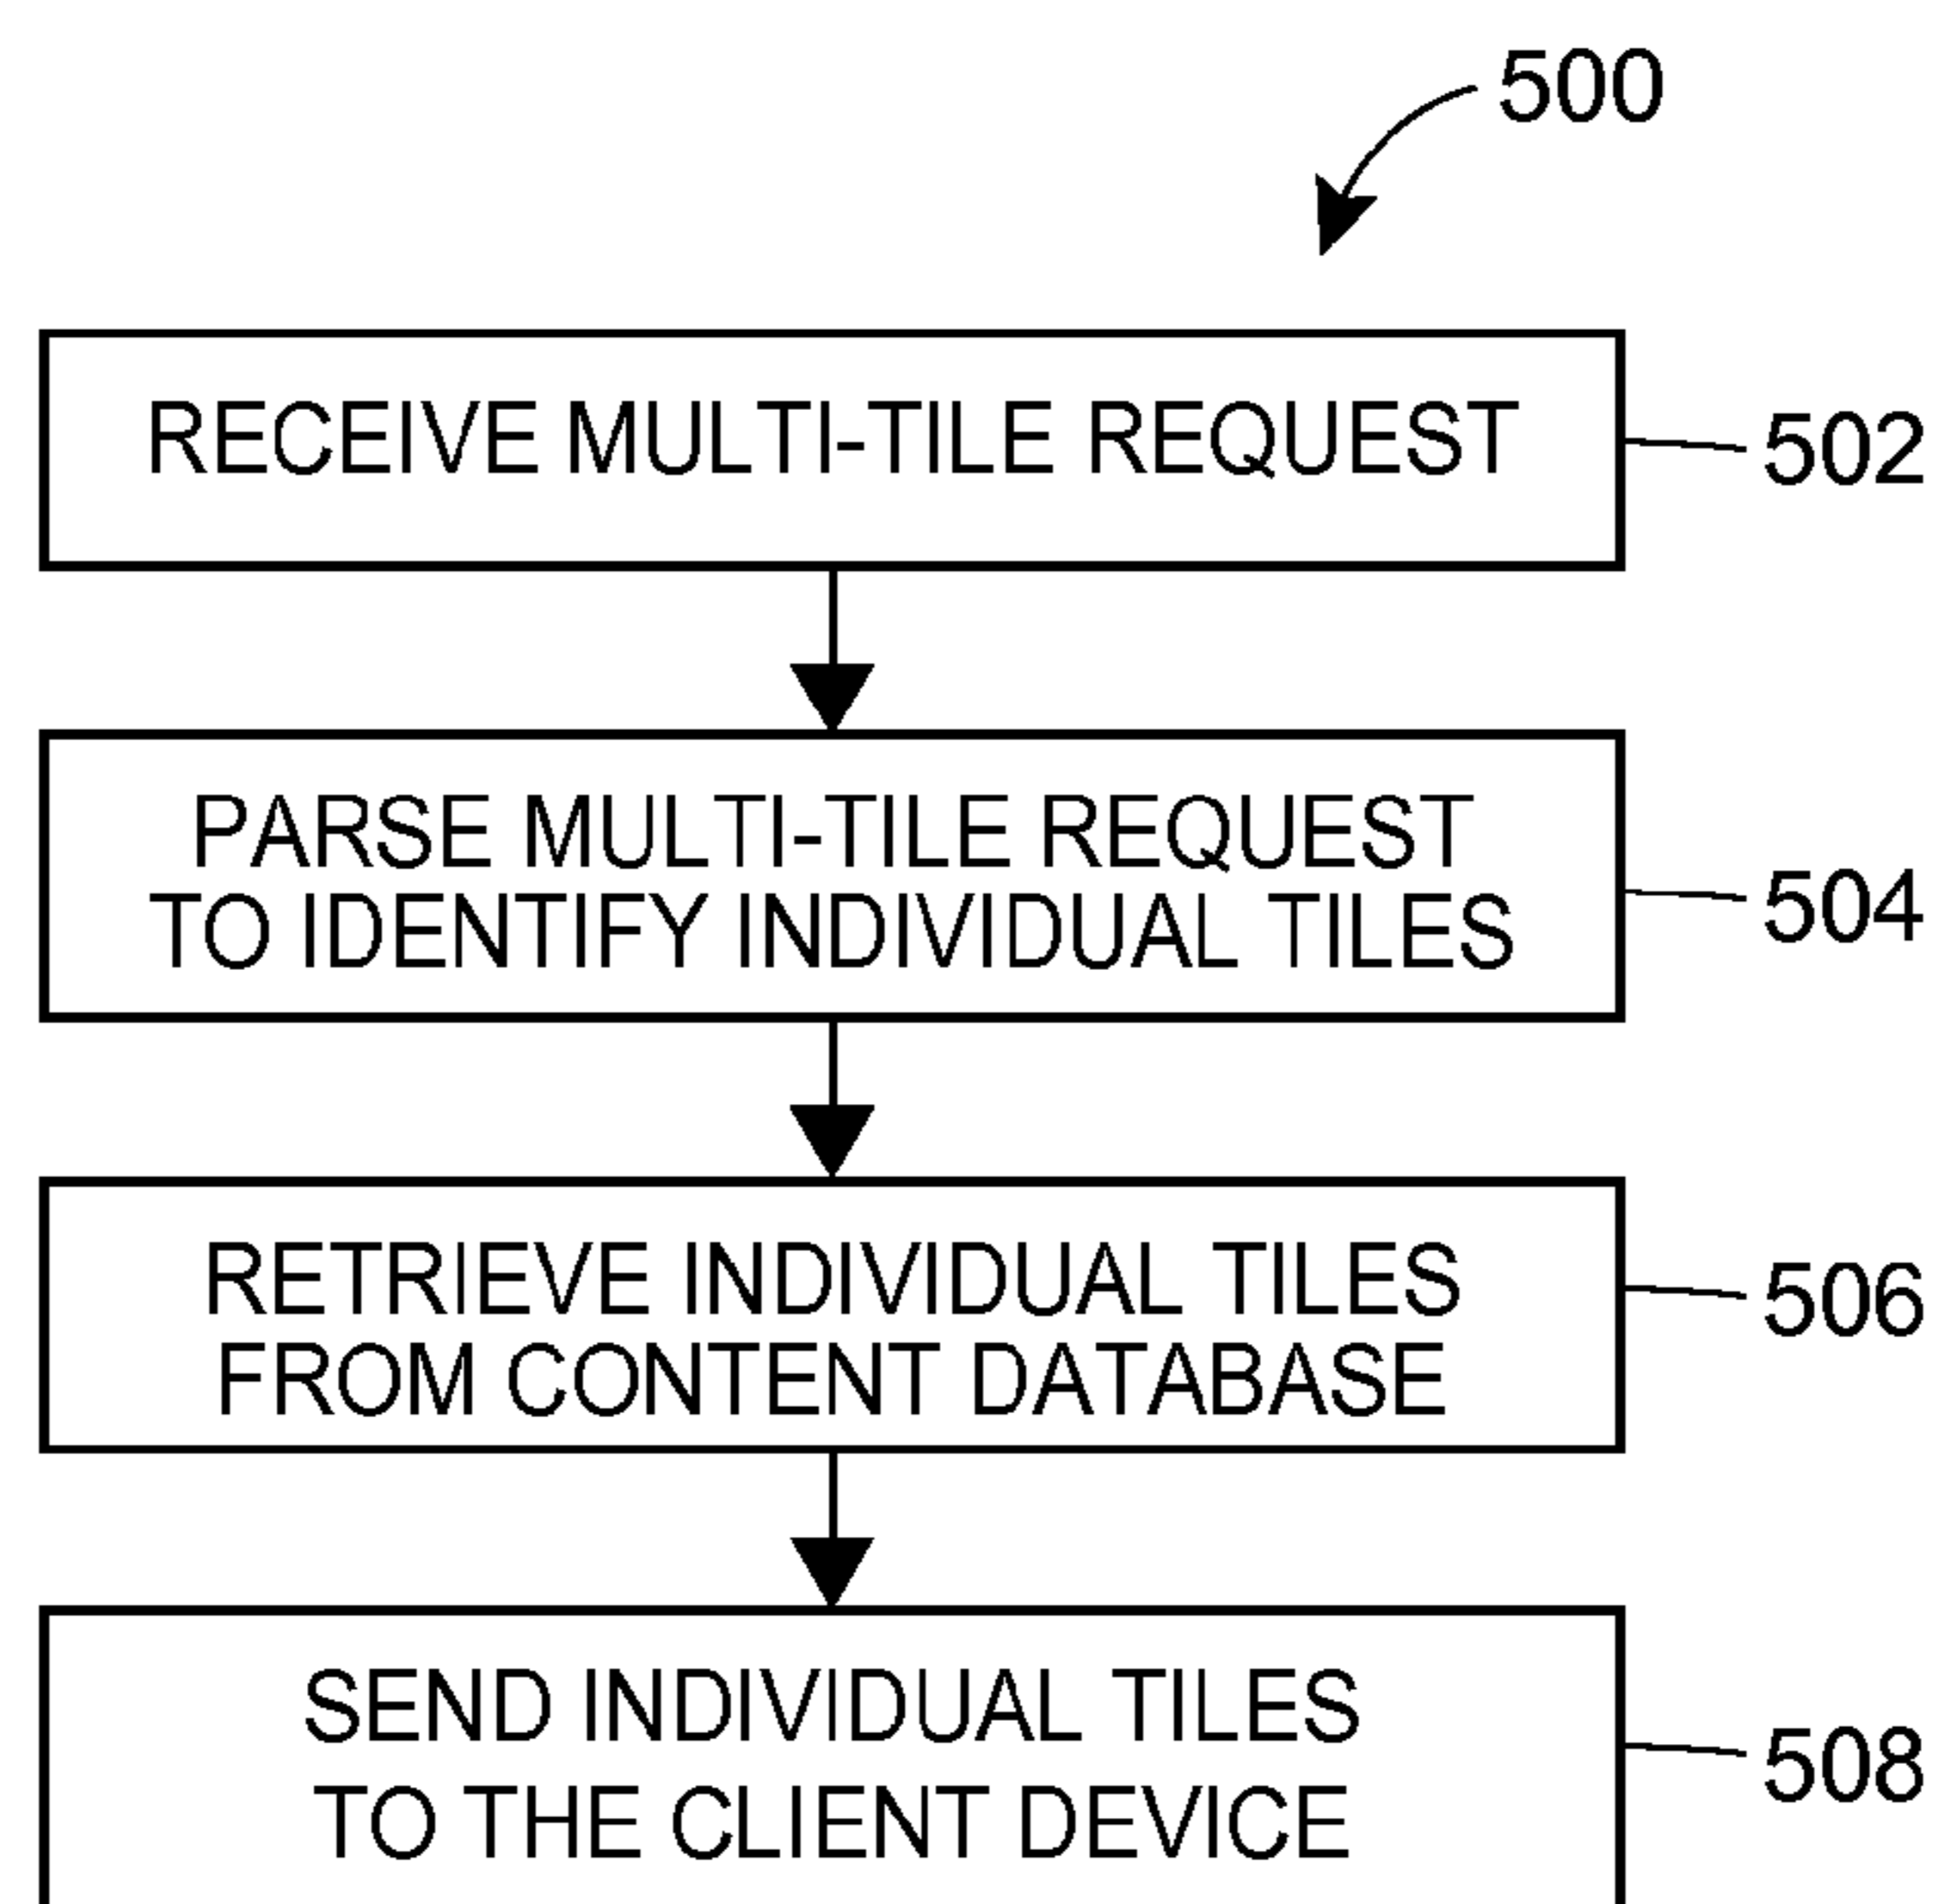 500
RECEIVE MULTI-TILE REQUEST
502
PARSE MULTI-TILE REQUEST
TO IDENTIFY INDIVIDUAL TILES
504
RETRIEVE INDIVIDUAL TILES
FROM CONTENT DATABASE
506
SEND INDIVIDUAL TILES
TO THE CLIENT DEVICE
508